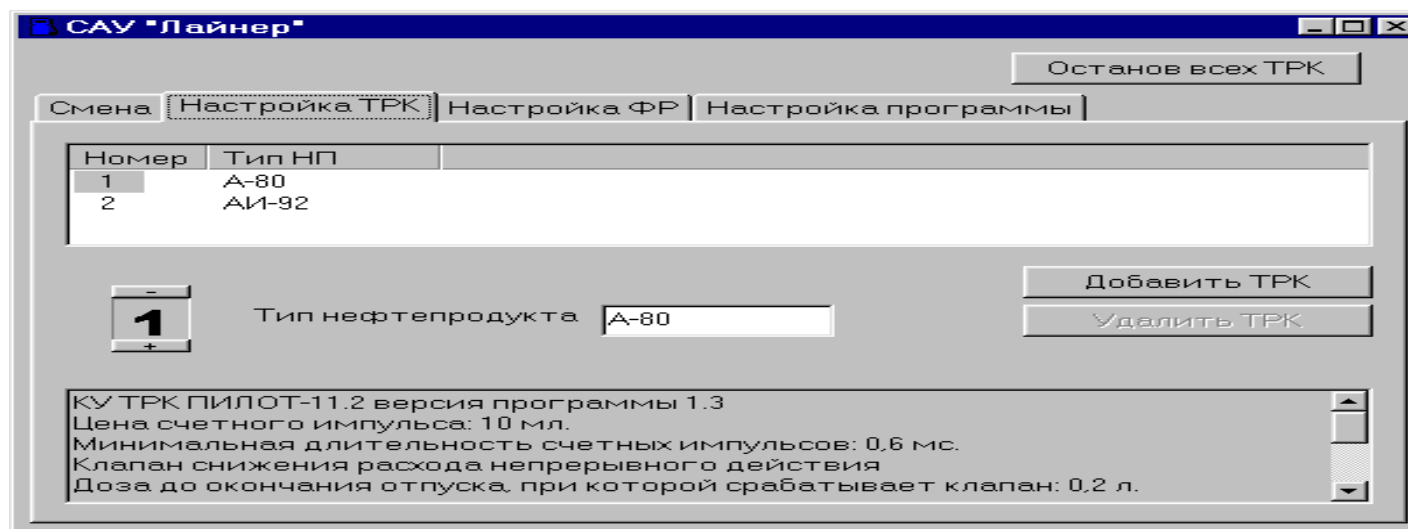 САУ "Лайнер"
Останов всех ТРК
Смена Настройка ТРК Настройка ФР Настройка программы
Номер Тип НП
1 А-80
2 АИ-92
-
1
+
Тип нефтепродукта А-80
Добавить ТРК
Удалить ТРК
КУ ТРК ПИЛОТ-11.2 версия программы 1.3
Цена счетного импульса: 10 мл.
Минимальная длительность счетных импульсов: 0,6 мс.
Клапан снижения расхода непрерывного действия
Доза до окончания отпуска, при которой срабатывает клапан: 0,2 л.